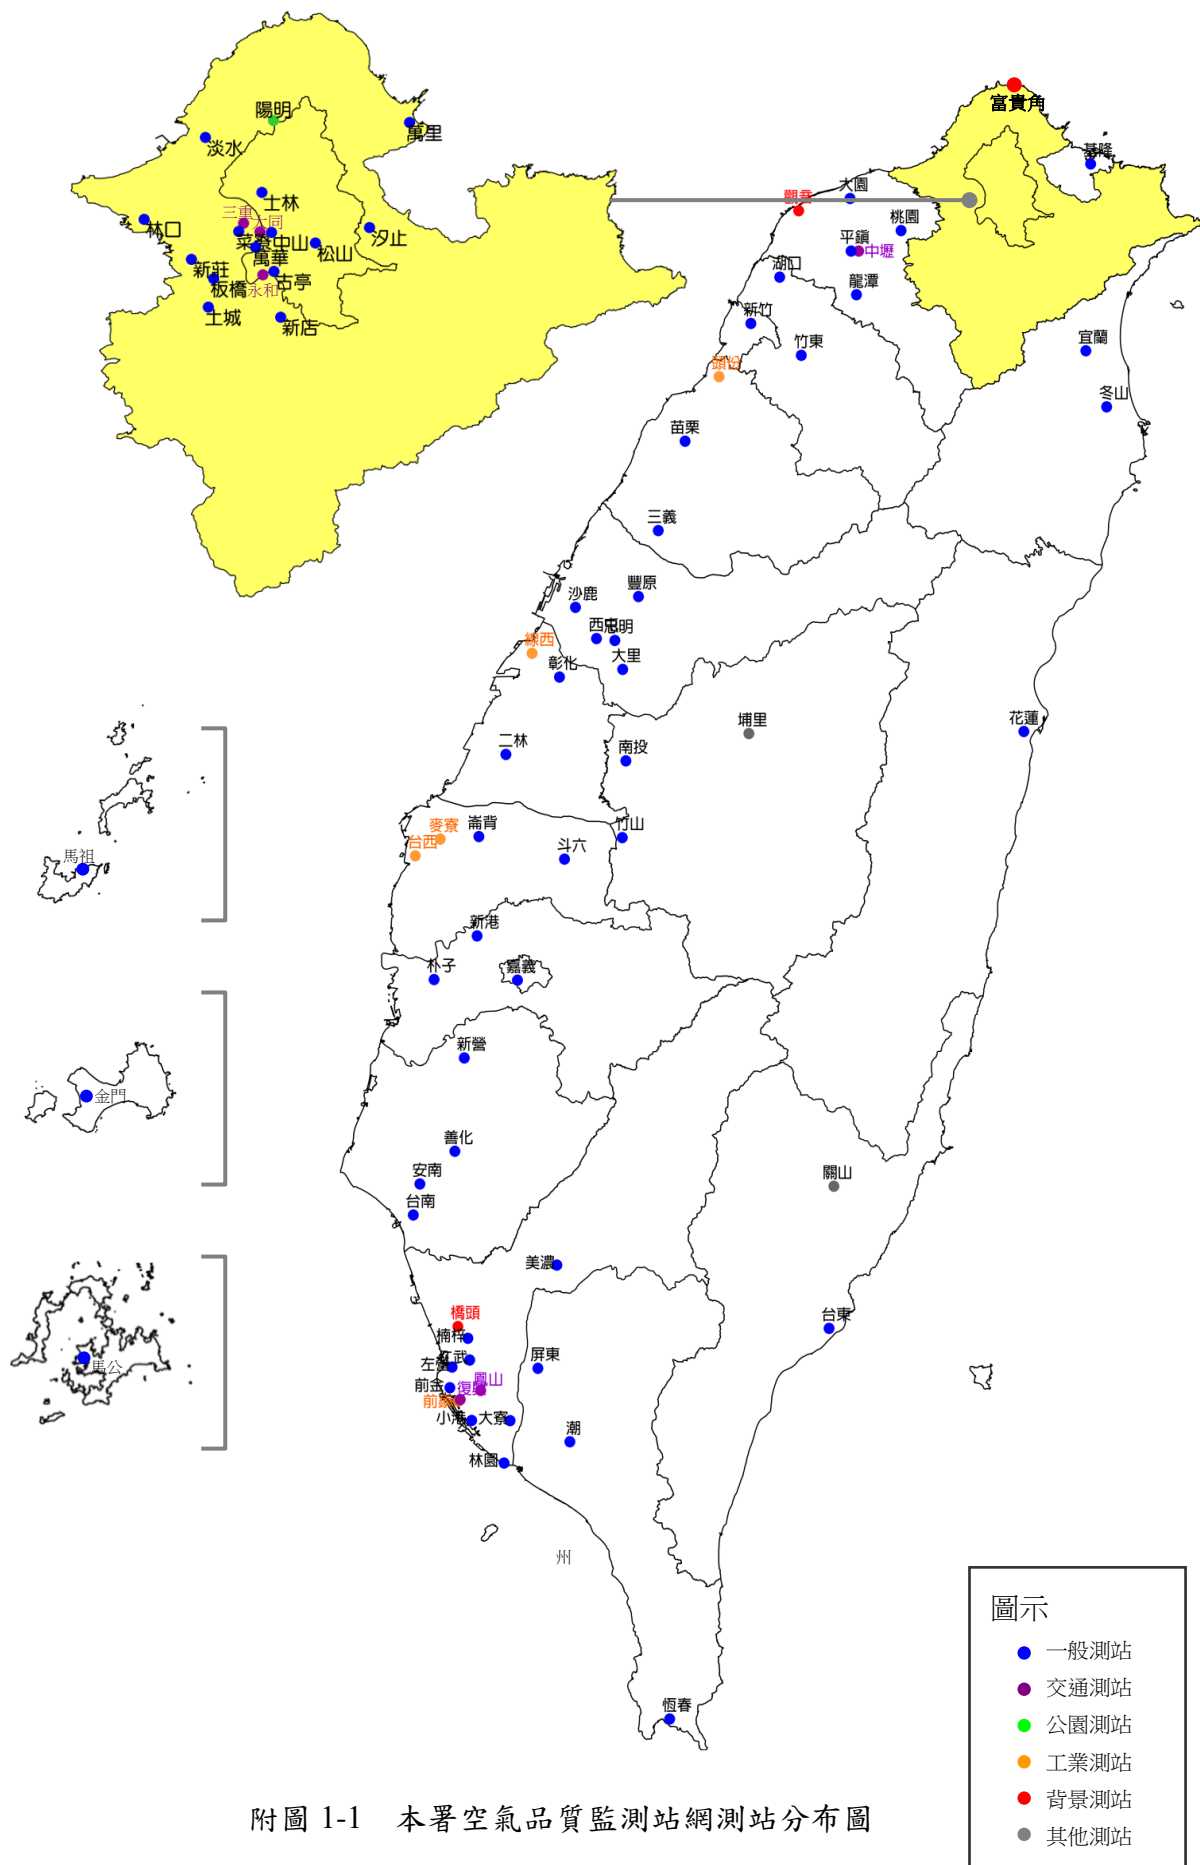 陽明
萬里
淡水
士林
三重
大同
林口
菜寮
中山
松山
汐止
萬華
新莊
板橋
永和
古亭
土城
新店
富貴角
基隆
大園
觀音
桃園
平鎮
中壢
湖口
龍潭
新竹
竹東
頭份
宜蘭
冬山
苗栗
三義
豐原
沙鹿
西屯
忠明
線西
大里
彰化
埔里
花蓮
二林
南投
麥寮
崙背
台西
斗六
竹山
馬祖
新港
朴子
嘉義
新營
金門
善化
安南
關山
台南
美濃
橋頭
台東
楠梓
仁武
左營
屏東
馬公
前金
復興
鳳山
前鎮
小港
大寮
潮
林園
州
恆春
圖示
一般測站
交通測站
公園測站
工業測站
背景測站
其他測站
附圖 1-1 本署空氣品質監測站網測站分布圖